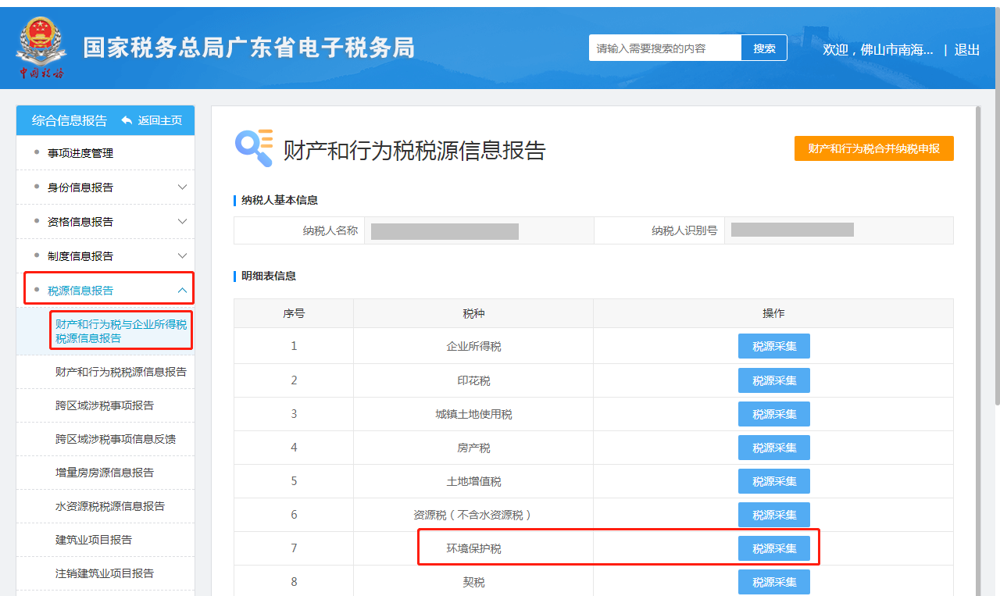 国家税务总局广东省电子税务局
中国税务
请输入需要搜索的内容
搜索
欢迎，佛山市南海... | 退出
综合信息报告 返回主页
事项进度管理
身份信息报告
资格信息报告
制度信息报告
税源信息报告
财产和行为税与企业所得税
税源信息报告
财产和行为税税源信息报告
跨区域涉税事项报告
跨区域涉税事项信息反馈
增量房房源信息报告
水资源税税源信息报告
建筑业项目报告
注销建筑业项目报告
财产和行为税税源信息报告
财产和行为税合并纳税申报
纳税人基本信息
纳税人名称 纳税人识别号
明细表信息
序号 税种 操作
1 企业所得税 税源采集
2 印花税 税源采集
3 城镇土地使用税 税源采集
4 房产税 税源采集
5 土地增值税 税源采集
6 资源税（不含水资源税） 税源采集
7 环境保护税 税源采集
8 契税 税源采集